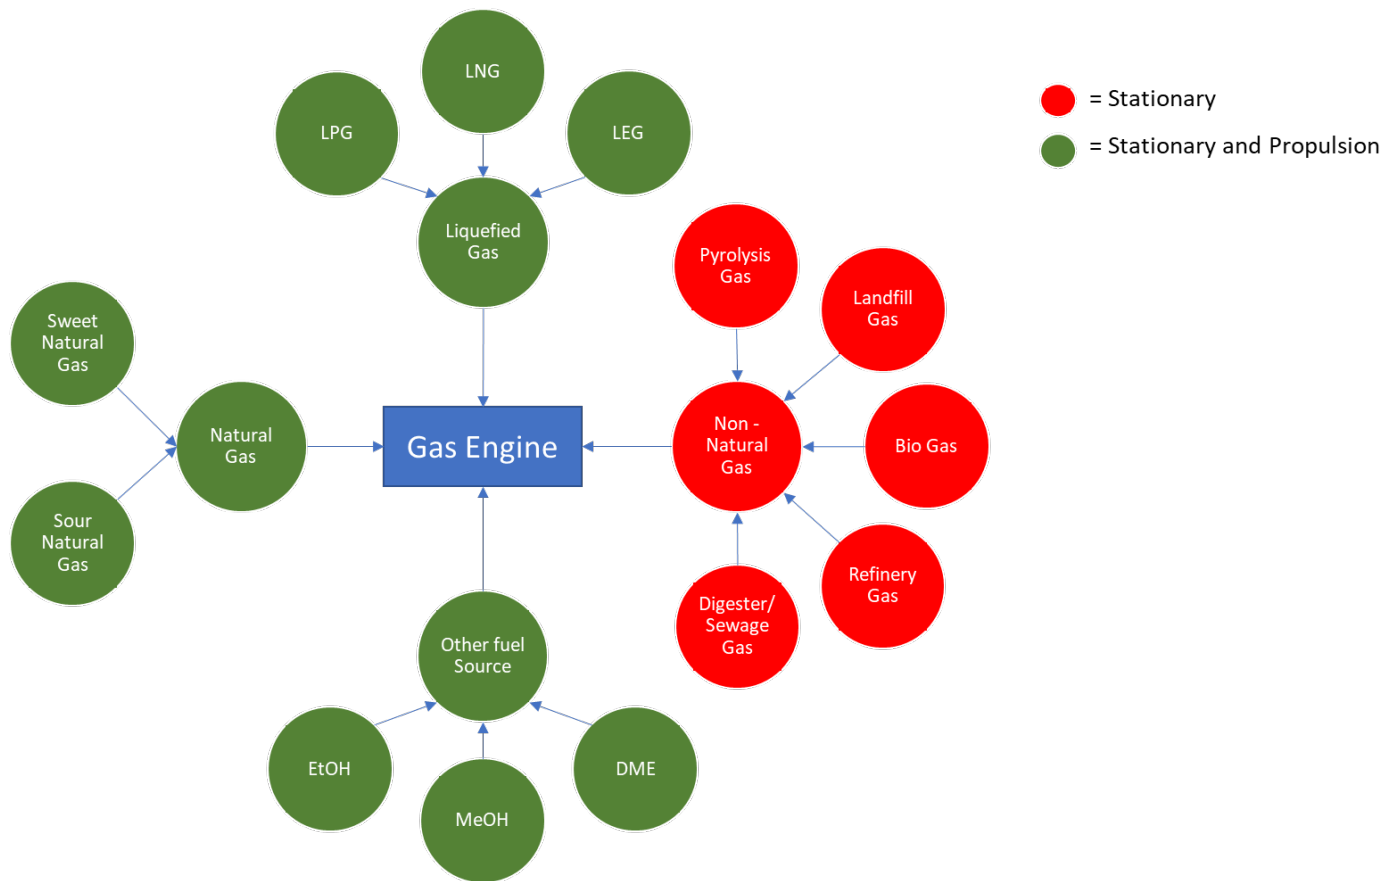 LNG
LPG
LEG
= Stationary
= Stationary and Propulsion
Liquefied
Gas
Pyrolysis
Gas
Landfill
Gas
Sweet
Natural
Gas
Natural
Gas
Gas Engine
Non -
Natural
Gas
Bio Gas
Sour
Natural
Gas
Refinery
Gas
Digester/
Sewage
Gas
Other fuel
Source
EtOH
MeOH
DME